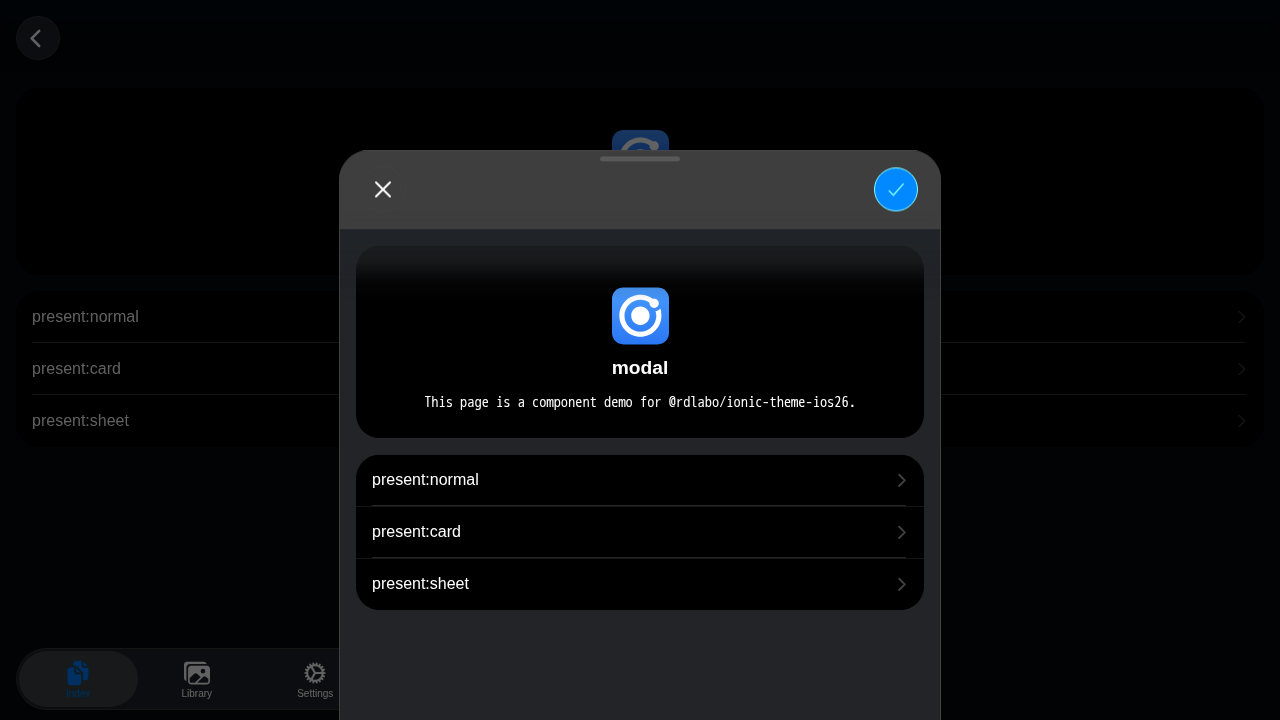 present:normal
present:card
present:sheet
modal
This page is a component demo for @rdlabo/ionic-theme-ios26.
present:normal
present:card
present:sheet
Index
Library
Settings